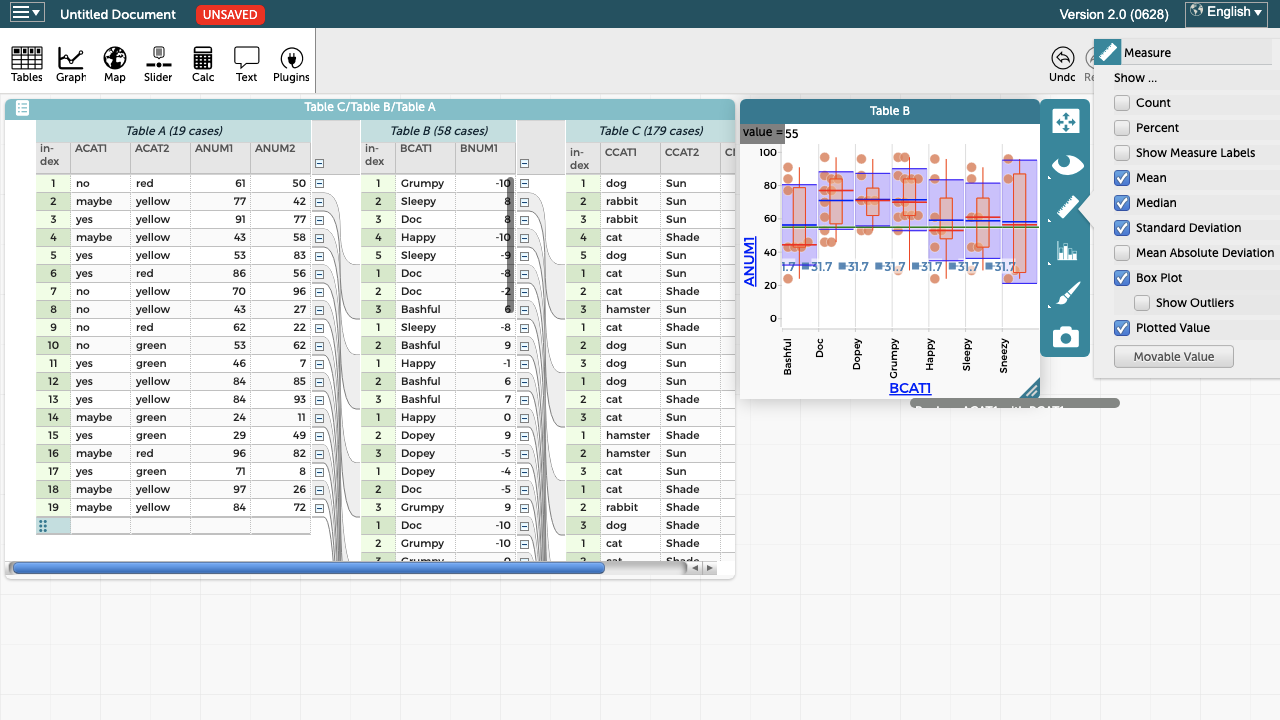 Untitled Document UNSAVED Version 2.0 (0628) English
Tables Graph Map Slider Calc Text Plugins Undc
Measure
Show ...
Count
Percent
Show Measure Labels
Mean
Median
Standard Deviation
Mean Absolute Deviation
Box Plot
Show Outliers
Plotted Value
Movable Value
Table C/Table B/Table A
Table A (19 cases) Table B (58 cases) Table C (179 cases)
in-dex ACAT1 ACAT2 ANUM1 ANUM2 in-dex BCAT1 BNUM1 in-dex CCAT1 CCAT2
1 no red 61 50 1 Grumpy -10 1 dog Sun
2 maybe yellow 77 42 2 Sleepy 8 2 rabbit Sun
3 yes yellow 91 77 3 Doc 8 3 rabbit Sun
4 maybe yellow 43 58 4 Happy -10 4 cat Shade
5 yes yellow 53 83 5 Sleepy -9 5 dog Sun
6 yes red 86 56 1 Doc -8 1 cat Sun
7 no yellow 70 96 2 Doc -2 2 cat Shade
8 no yellow 43 27 3 Bashful 6 3 hamster Sun
9 no red 62 22 1 Sleepy -8 1 cat Shade
10 no green 53 62 2 Bashful 9 2 dog Sun
11 yes green 46 7 1 Happy -1 3 dog Sun
12 yes yellow 84 85 2 Bashful 6 1 dog Sun
13 yes yellow 84 93 3 Bashful 7 2 cat Shade
14 maybe green 24 11 1 Happy 0 3 cat Sun
15 yes green 29 49 2 Dopey 9 1 hamster Shade
16 maybe red 96 82 3 Dopey -5 2 hamster Sun
17 yes green 71 8 1 Dopey -4 3 cat Sun
18 maybe yellow 97 26 2 Doc -5 1 cat Shade
19 maybe yellow 84 72 3 Grumpy 9 2 rabbit Shade
1 Doc -10 3 dog Shade
2 Grumpy -10 1 cat Shade
3 Grumpy 0 2 cat Shade
Table B
value = 55
100
80
60
40
20
0
ANUM1
31.7 31.7 31.7 31.7 31.7 31.7
Bashful Doc Dopey Grumpy Happy Sleepy Sneezy
BCAT1